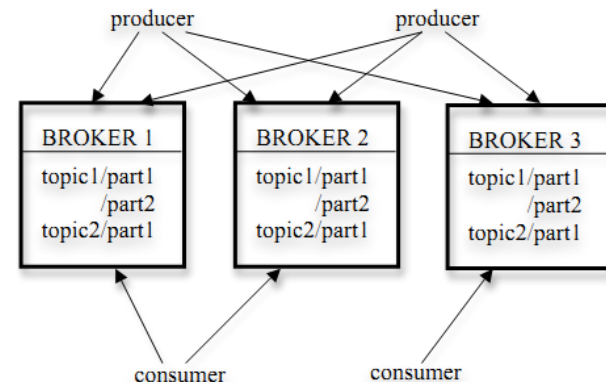 producer
producer
BROKER 1
topic1/part1
/part2
topic2/part1
BROKER 2
topic1/part1
/part2
topic2/part1
BROKER 3
topic1/part1
/part2
topic2/part1
consumer
consumer